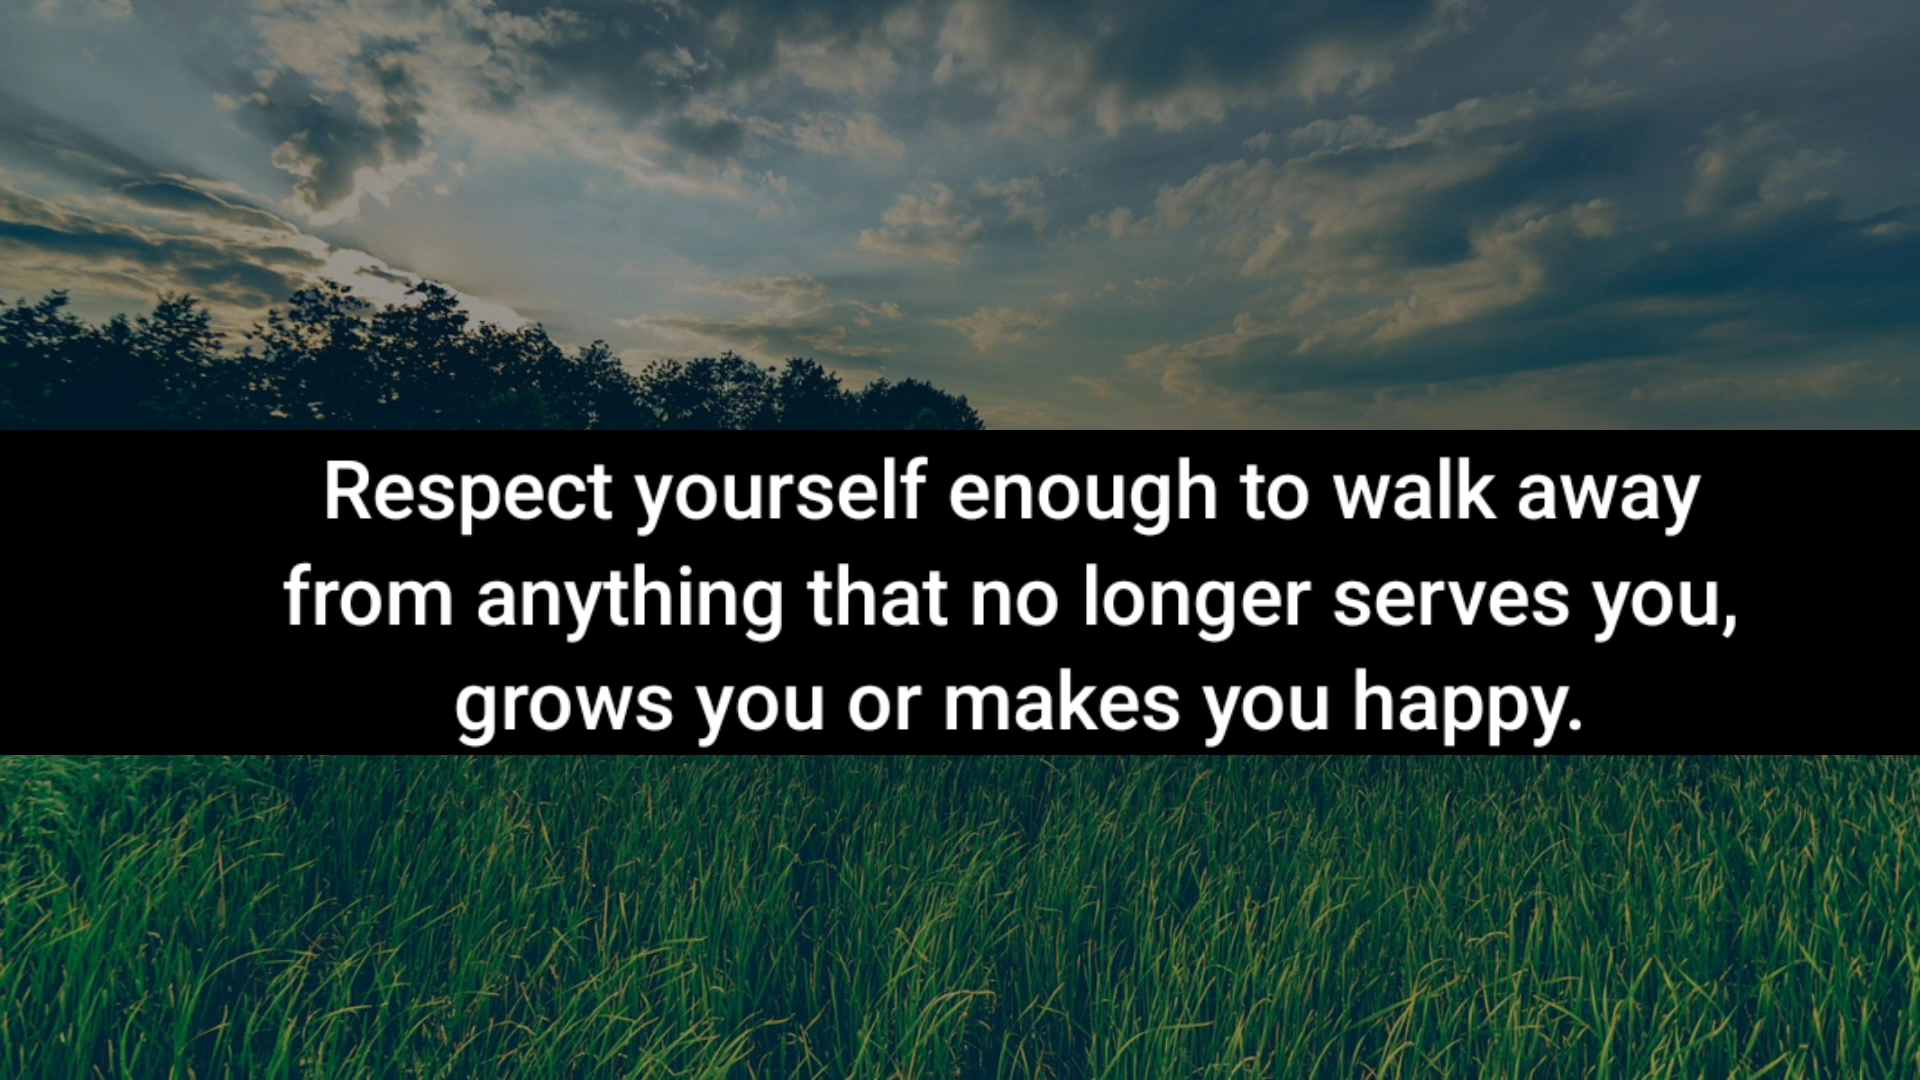 Respect yourself enough to walk away
from anything that no longer serves you,
grows you or makes you happy.